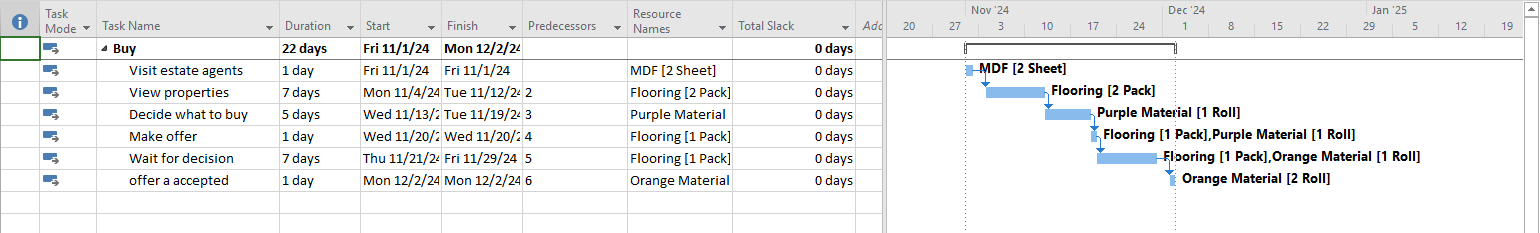 Task Mode Task Name Duration Start Finish Predecessors Resource Names Total Slack Add
Nov '24 Dec '24 Jan '25
20 27 3 10 17 24 1 8 15 22 29 5 12 19
Buy 22 days Fri 11/1/24 Mon 12/2/24 0 days
Visit estate agents 1 day Fri 11/1/24 Fri 11/1/24 MDF [2 Sheet] 0 days MDF [2 Sheet]
View properties 7 days Mon 11/4/24 Tue 11/12/24 2 Flooring [2 Pack] 0 days Flooring [2 Pack]
Decide what to buy 5 days Wed 11/13/2 Tue 11/19/24 3 Purple Material 0 days Purple Material [1 Roll]
Make offer 1 day Wed 11/20/2 Wed 11/20/2 4 Flooring [1 Pack] 0 days Flooring [1 Pack],Purple Material [1 Roll]
Wait for decision 7 days Thu 11/21/24 Fri 11/29/24 5 Flooring [1 Pack] 0 days Flooring [1 Pack],Orange Material [1 Roll]
offer a accepted 1 day Mon 12/2/24 Mon 12/2/24 6 Orange Material 0 days Orange Material [2 Roll]